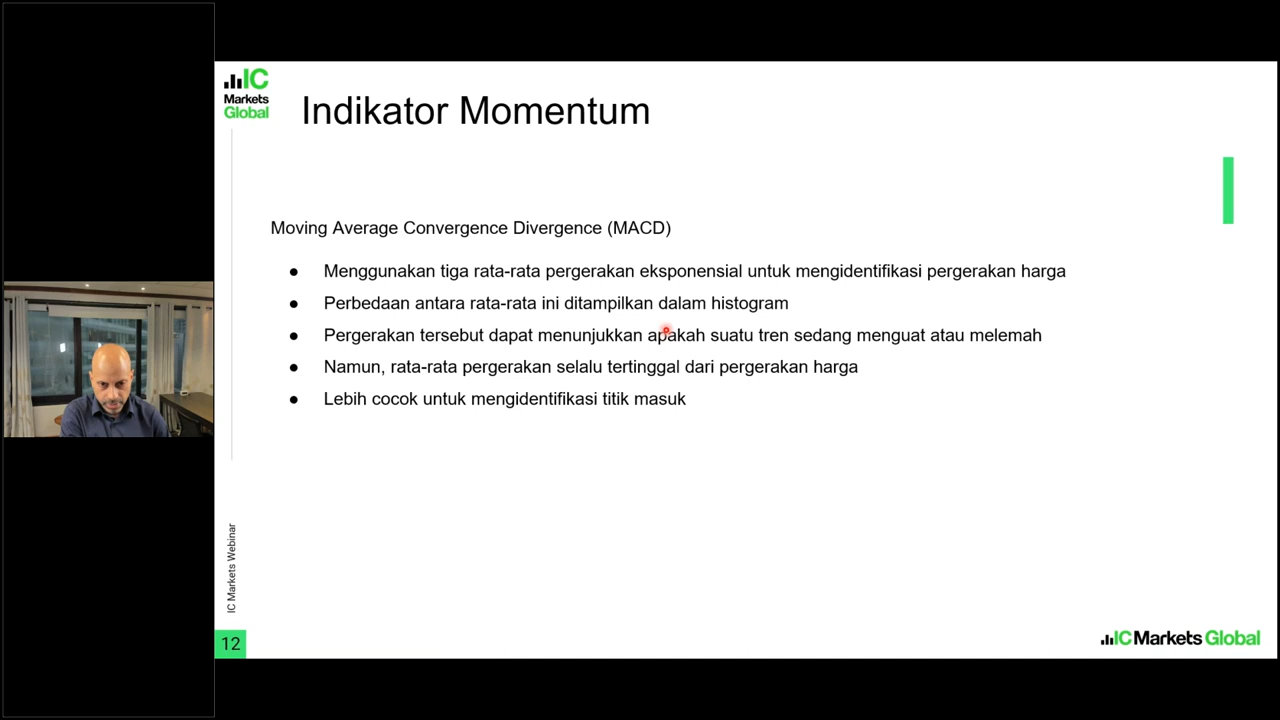 IC
Markets
Global
Indikator Momentum
Moving Average Convergence Divergence (MACD)
● Menggunakan tiga rata-rata pergerakan eksponensial untuk mengidentifikasi pergerakan harga
● Perbedaan antara rata-rata ini ditampilkan dalam histogram
● Pergerakan tersebut dapat menunjukkan apakah suatu tren sedang menguat atau melemah
● Namun, rata-rata pergerakan selalu tertinggal dari pergerakan harga
● Lebih cocok untuk mengidentifikasi titik masuk
IC Markets Webinar
12
IC Markets Global